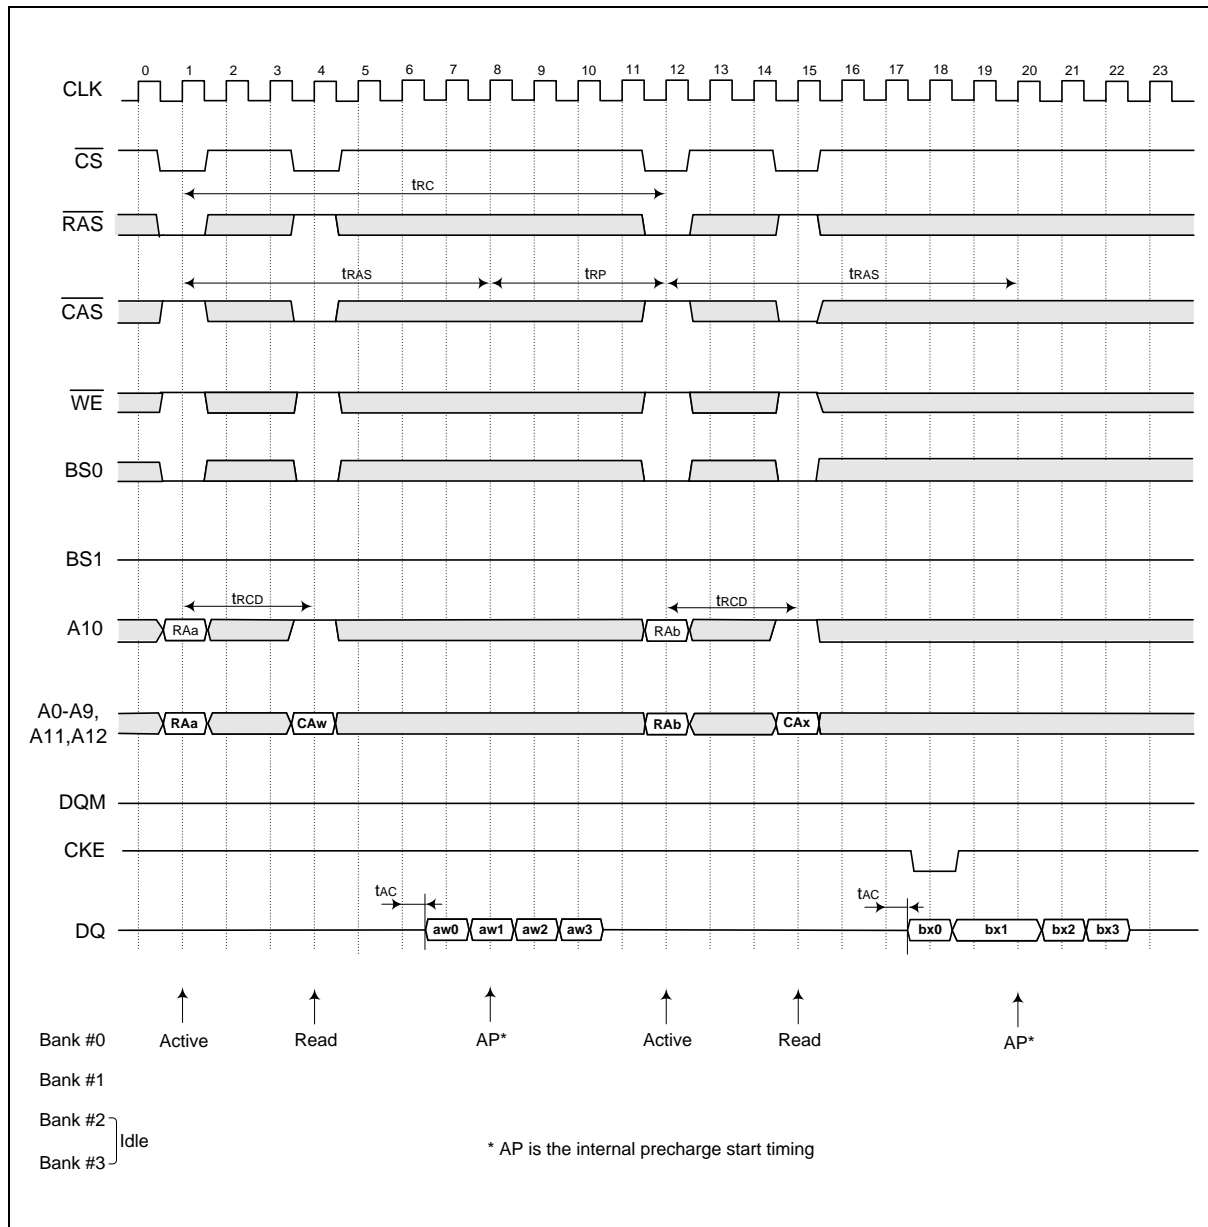 0 1 2 3 4 5 6 7 8 9 10 11 12 13 14 15 16 17 18 19 20 21 22 23
CLK
CS
tRC
RAS
tRAS tRP tRAS
CAS
WE
BS0
BS1
tRCD tRCD
A10 RAa RAb
A0-A9,
A11,A12 RAa CAw RAb CAx
DQM
CKE
tAC tAC
DQ aw0 aw1 aw2 aw3 bx0 bx1 bx2 bx3
Bank #0 Active Read AP* Active Read AP*
Bank #1
Bank #2
Idle
Bank #3
* AP is the internal precharge start timing